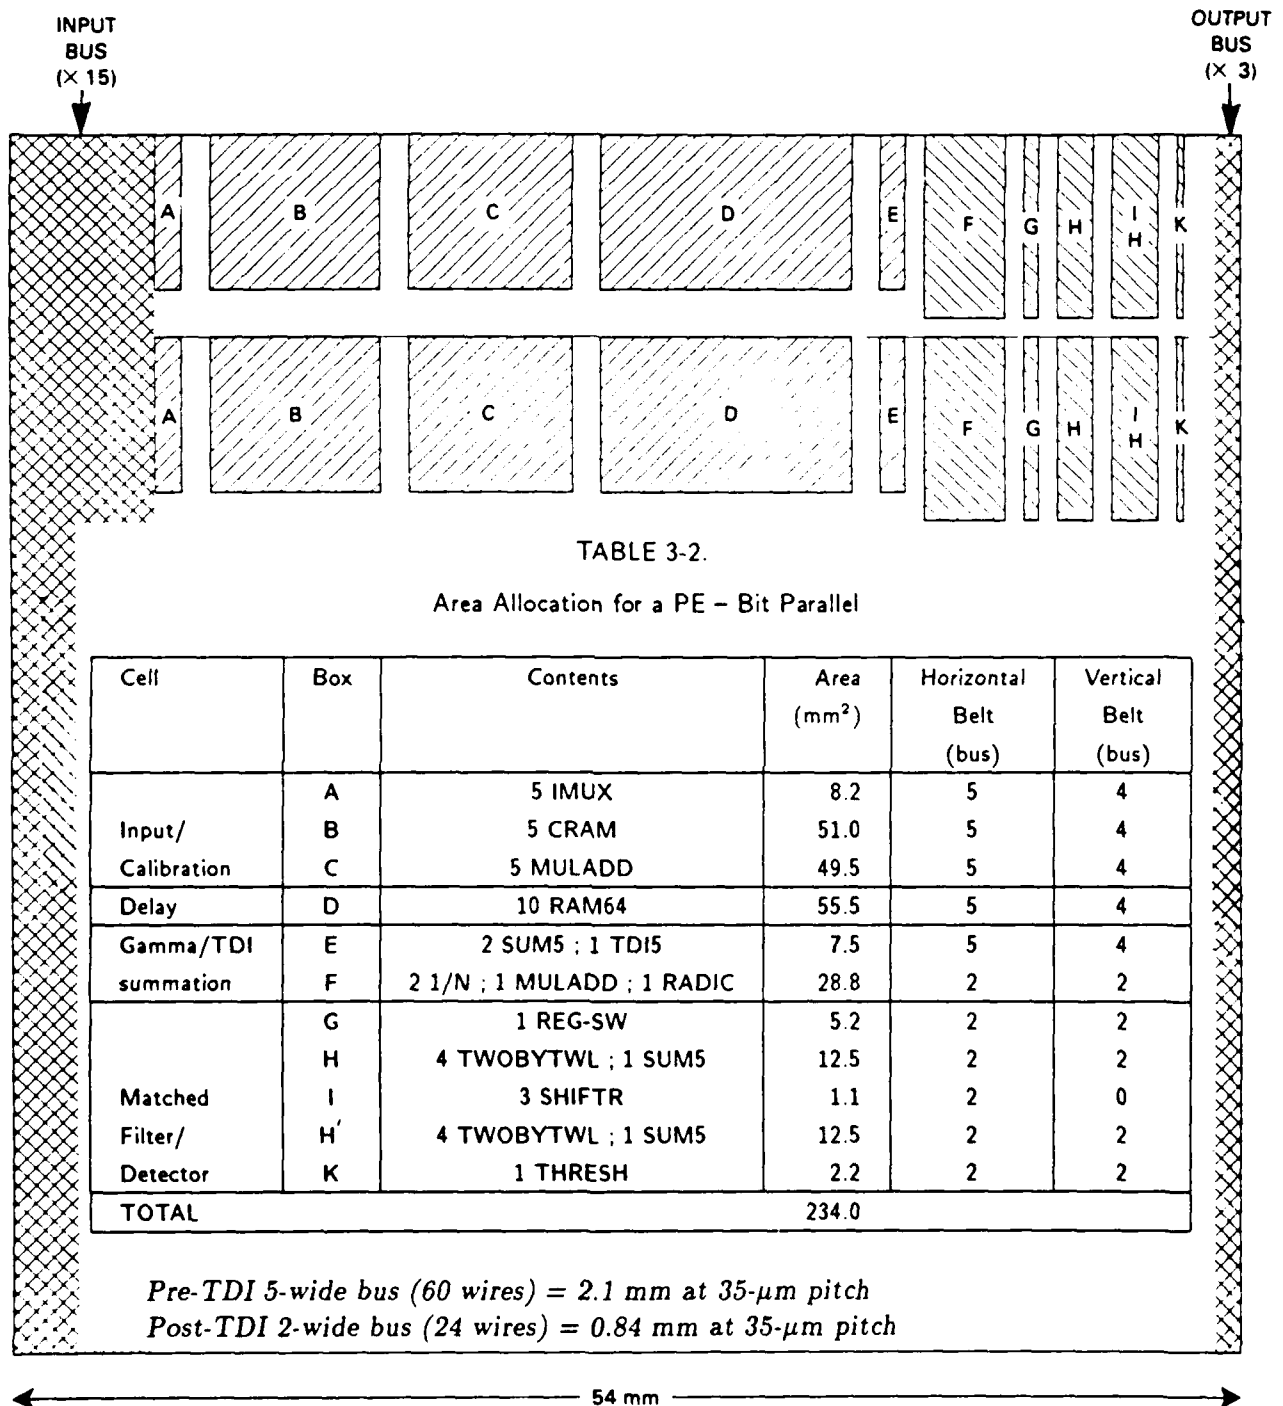 INPUT
BUS
(× 15)
OUTPUT
BUS
(× 3)
A B C D E F G H I H K
A B C D E F G H I H K
TABLE 3-2.
Area Allocation for a PE – Bit Parallel
Cell Box Contents Area Horizontal Vertical
(mm²) Belt Belt
(bus) (bus)
A 5 IMUX 8.2 5 4
Input/ B 5 CRAM 51.0 5 4
Calibration C 5 MULADD 49.5 5 4
Delay D 10 RAM64 55.5 5 4
Gamma/TDI E 2 SUM5 ; 1 TDI5 7.5 5 4
summation F 2 1/N ; 1 MULADD ; 1 RADIC 28.8 2 2
G 1 REG-SW 5.2 2 2
H 4 TWOBYTWL ; 1 SUM5 12.5 2 2
Matched I 3 SHIFTR 1.1 2 0
Filter/ H′ 4 TWOBYTWL ; 1 SUM5 12.5 2 2
Detector K 1 THRESH 2.2 2 2
TOTAL 234.0
Pre-TDI 5-wide bus (60 wires) = 2.1 mm at 35-μm pitch
Post-TDI 2-wide bus (24 wires) = 0.84 mm at 35-μm pitch
54 mm